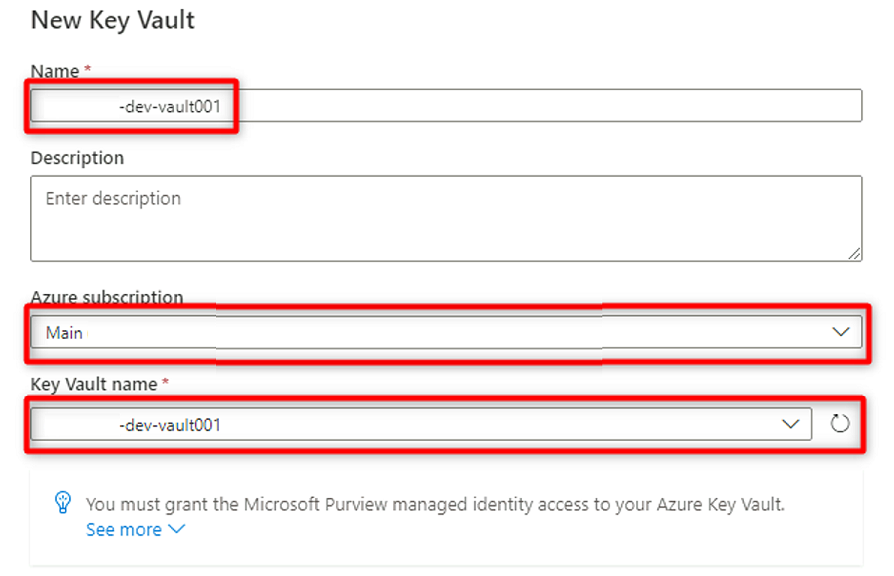 New Key Vault
Name *
-dev-vault001
Description
Enter description
Azure subscription
Main
Key Vault name *
-dev-vault001
You must grant the Microsoft Purview managed identity access to your Azure Key Vault.
See more